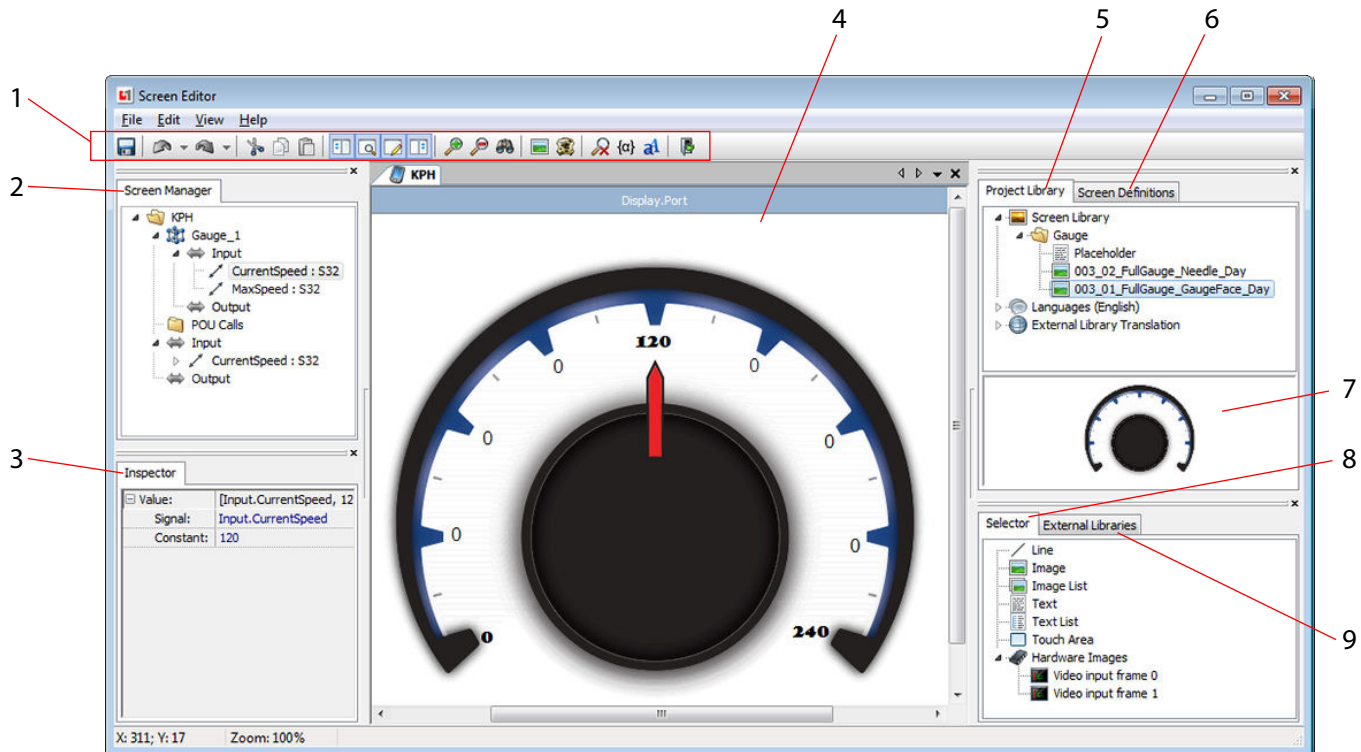 4
5
6
1
Screen Editor
File Edit View Help
{α} a
2
Screen Manager
KPH
Gauge_1
Input
CurrentSpeed : S32
MaxSpeed : S32
Output
POU Calls
Input
CurrentSpeed : S32
Output
3
Inspector
Value: [Input.CurrentSpeed, 12
Signal: Input.CurrentSpeed
Constant: 120
KPH
Display.Port
120
0
0
0
0
0
0
0
240
Project Library Screen Definitions
Screen Library
Gauge
Placeholder
003_02_FullGauge_Needle_Day
003_01_FullGauge_GaugeFace_Day
Languages (English)
External Library Translation
7
8
Selector External Libraries
Line
Image
Image List
Text
Text List
Touch Area
Hardware Images
Video input frame 0
Video input frame 1
9
X: 311; Y: 17 Zoom: 100%